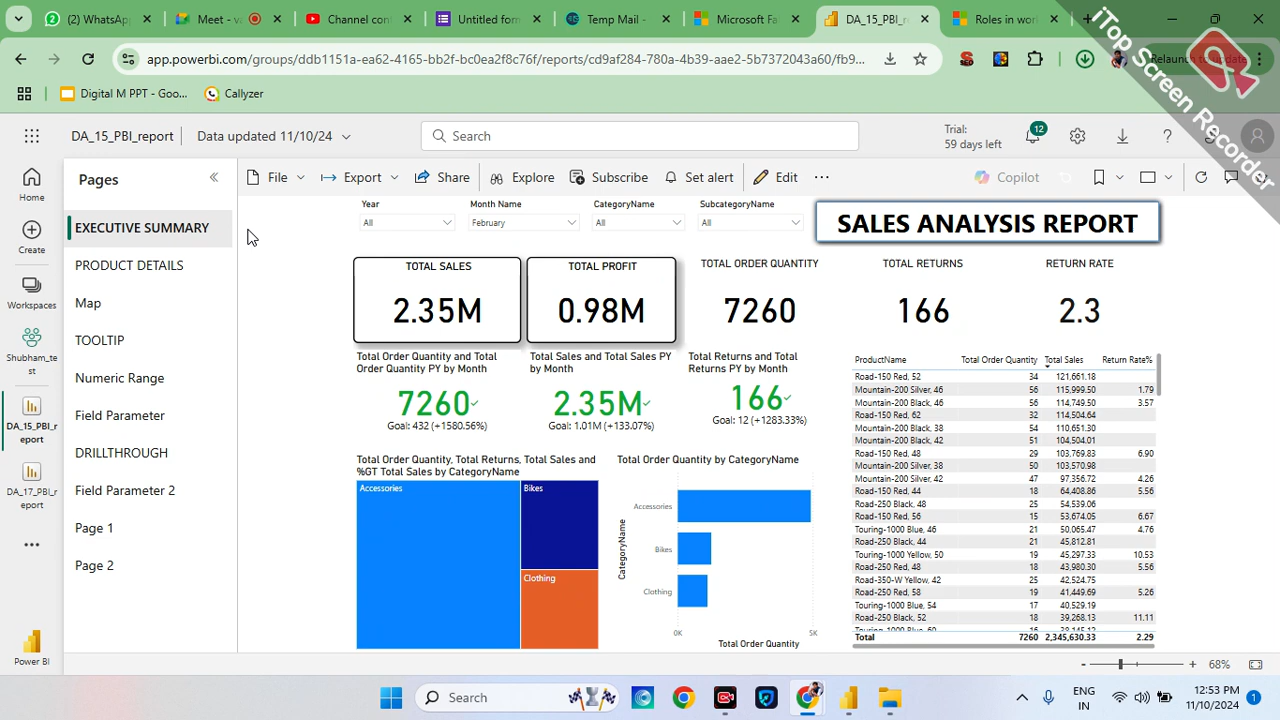 (2) WhatsApp
Meet - va
Channel con
Untitled form
Temp Mail -
Microsoft Fa
DA_15_PBI_r
Roles in wor
app.powerbi.com/groups/ddb1151a-ea62-4165-bb2f-bc0ea2f8c76f/reports/cd9af284-780a-4b39-aae2-5b7372043a60/fb9...
Relaunch to update
iTop Screen Recorder
Digital M PPT - Goo...
Callyzer
DA_15_PBI_report
Data updated 11/10/24
Search
Trial:
59 days left
12
Home
Create
Workspaces
Shubham_te
st
DA_15_PBI_r
eport
DA_17_PBI_r
eport
Power BI
Pages
EXECUTIVE SUMMARY
PRODUCT DETAILS
Map
TOOLTIP
Numeric Range
Field Parameter
DRILLTHROUGH
Field Parameter 2
Page 1
Page 2
File
Export
Share
Explore
Subscribe
Set alert
Edit
Copilot
Year
All
Month Name
February
CategoryName
All
SubcategoryName
All
SALES ANALYSIS REPORT
TOTAL SALES
2.35M
TOTAL PROFIT
0.98M
TOTAL ORDER QUANTITY
7260
TOTAL RETURNS
166
RETURN RATE
2.3
Total Order Quantity and Total
Order Quantity PY by Month
7260
Goal: 432 (+1580.56%)
Total Sales and Total Sales PY
by Month
2.35M
Goal: 1.01M (+133.07%)
Total Returns and Total
Returns PY by Month
166
Goal: 12 (+1283.33%)
Total Order Quantity, Total Returns, Total Sales and
%GT Total Sales by CategoryName
Accessories
Bikes
Clothing
Total Order Quantity by CategoryName
CategoryName
Accessories
Bikes
Clothing
0K 5K
Total Order Quantity
ProductName Total Order Quantity Total Sales Return Rate%
Road-150 Red, 52 34 121,661.18
Mountain-200 Silver, 46 56 115,999.50 1.79
Mountain-200 Black, 46 56 114,749.50 3.57
Road-150 Red, 62 32 114,504.64
Mountain-200 Black, 38 54 110,651.30
Mountain-200 Black, 42 51 104,504.01
Road-150 Red, 48 29 103,769.83 6.90
Mountain-200 Silver, 38 50 103,570.98
Mountain-200 Silver, 42 47 97,356.72 4.26
Road-150 Red, 44 18 64,408.86 5.56
Road-250 Black, 48 25 54,539.06
Road-150 Red, 56 15 53,674.05 6.67
Touring-1000 Blue, 46 21 50,065.47 4.76
Road-250 Black, 44 21 45,812.81
Touring-1000 Yellow, 50 19 45,297.33 10.53
Road-250 Red, 48 18 43,980.30 5.56
Road-350-W Yellow, 42 25 42,524.75
Road-250 Red, 58 19 41,449.69 5.26
Touring-1000 Blue, 54 17 40,529.19
Road-250 Black, 52 18 39,268.13 11.11
Touring-1000 Yellow, 60 16 38,145.12
Total 7260 2,345,630.33 2.29
68%
Search
ENG
IN
12:53 PM
11/10/2024
1